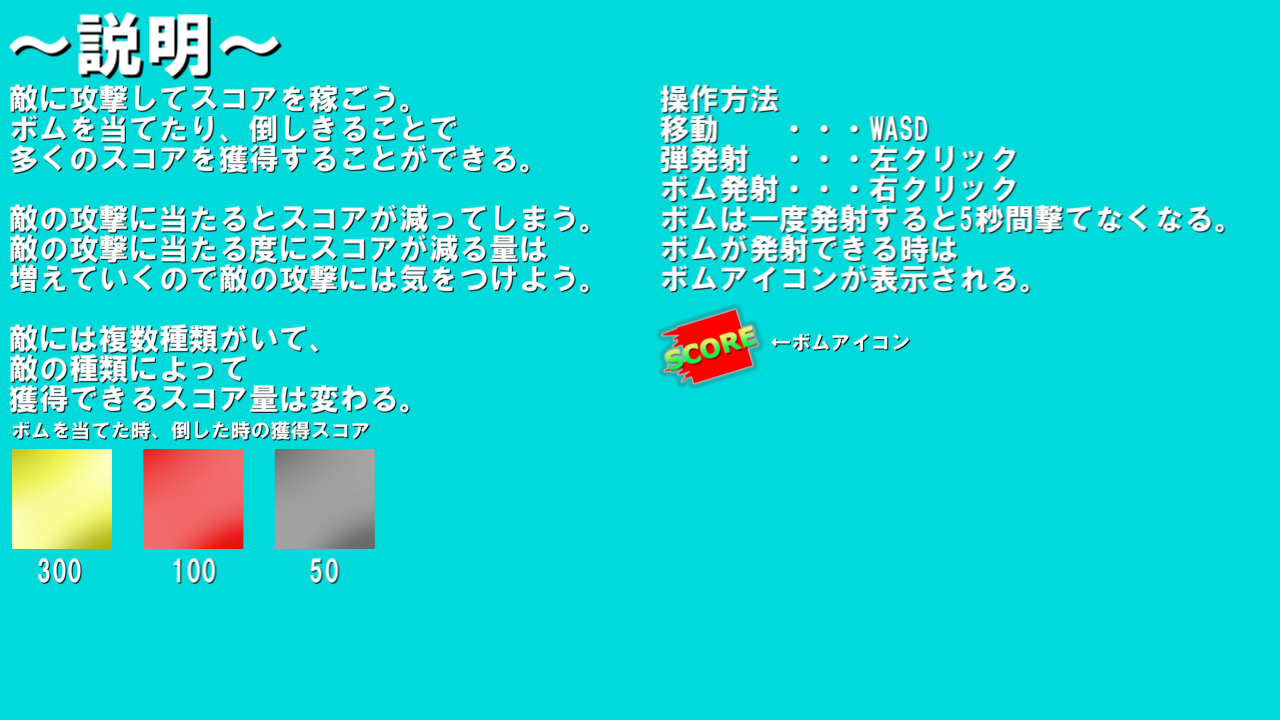 ～説明～
敵に攻撃してスコアを稼ごう。
ボムを当てたり、倒しきることで
多くのスコアを獲得することができる。
敵の攻撃に当たるとスコアが減ってしまう。
敵の攻撃に当たる度にスコアが減る量は
増えていくので敵の攻撃には気をつけよう。
敵には複数種類がいて、
敵の種類によって
獲得できるスコア量は変わる。
ボムを当てた時、倒した時の獲得スコア
300 100 50
操作方法
移動　　・・・WASD
弾発射　・・・左クリック
ボム発射・・・右クリック
ボムは一度発射すると5秒間撃てなくなる。
ボムが発射できる時は
ボムアイコンが表示される。
SCORE ←ボムアイコン